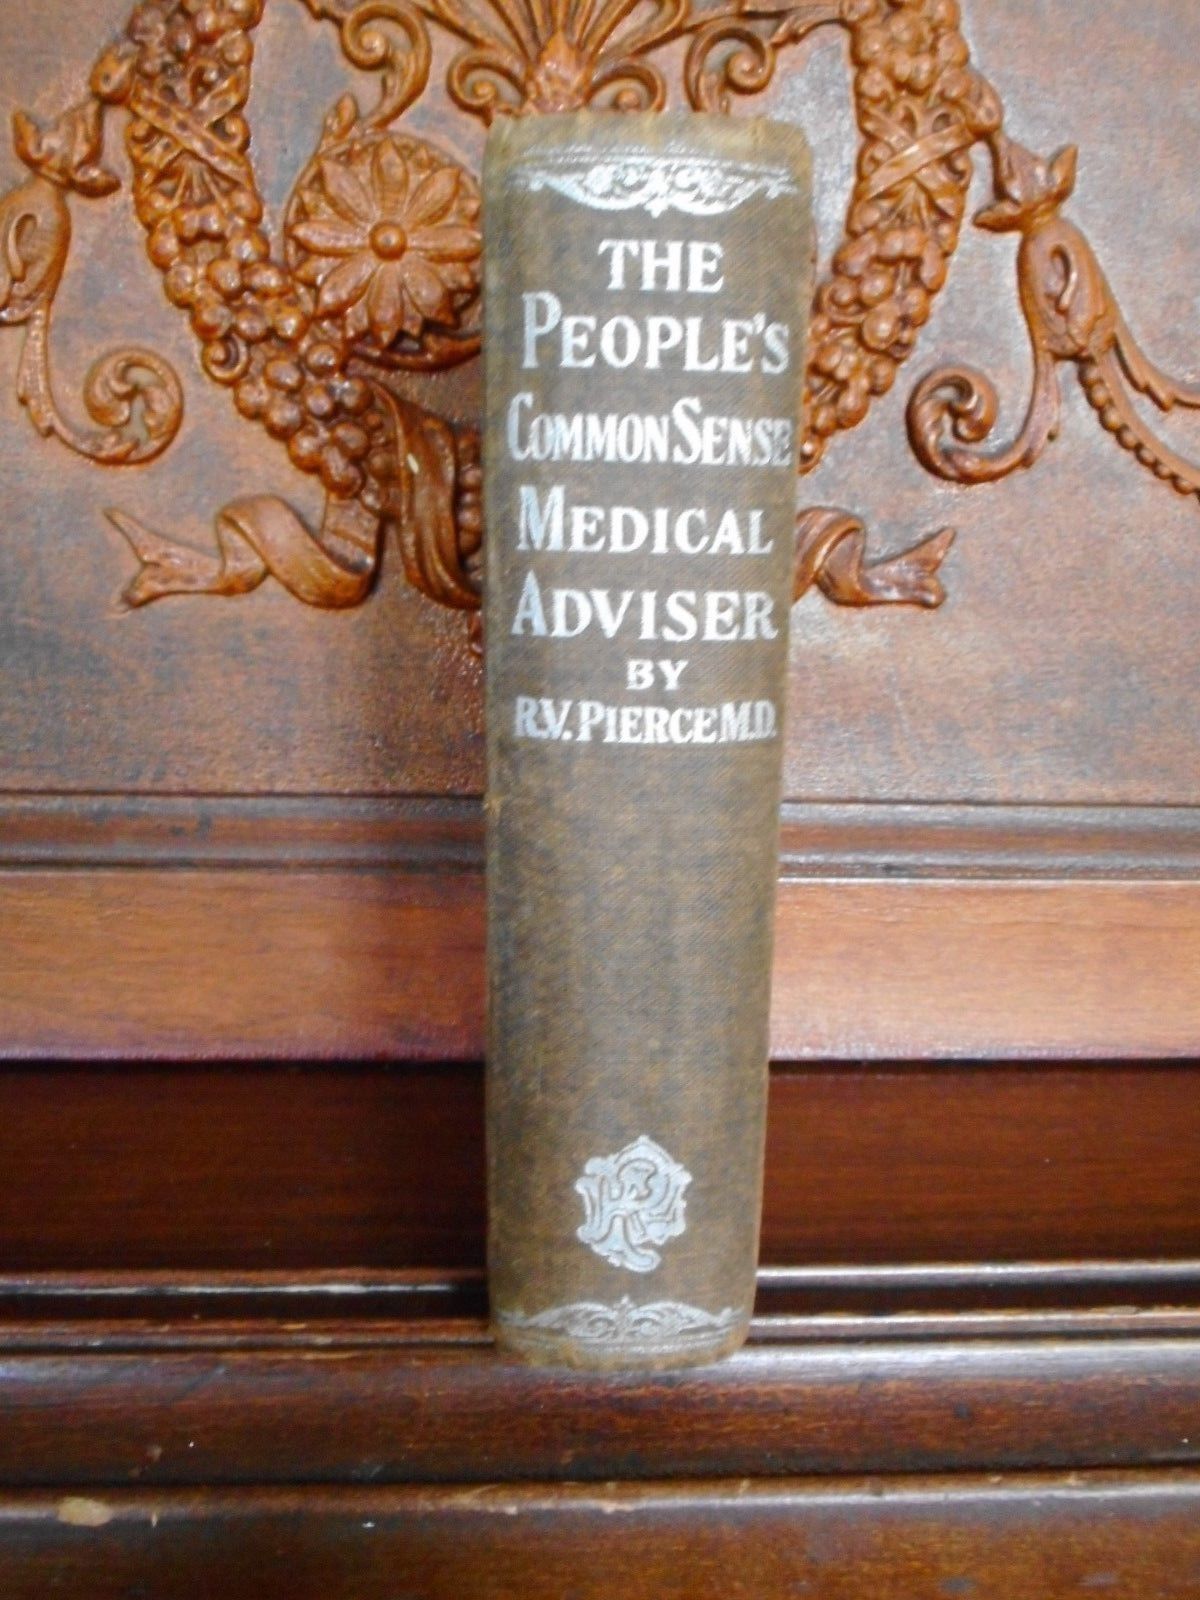 THE
PEOPLE'S
COMMON SENSE
MEDICAL
ADVISER
BY
R.V. PIERCE M.D.